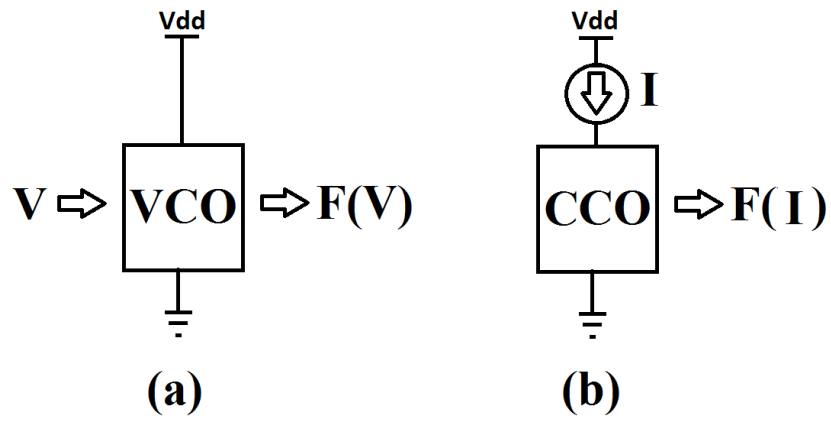 Vdd
V VCO F(V)
(a)
Vdd
I
CCO F( I )
(b)